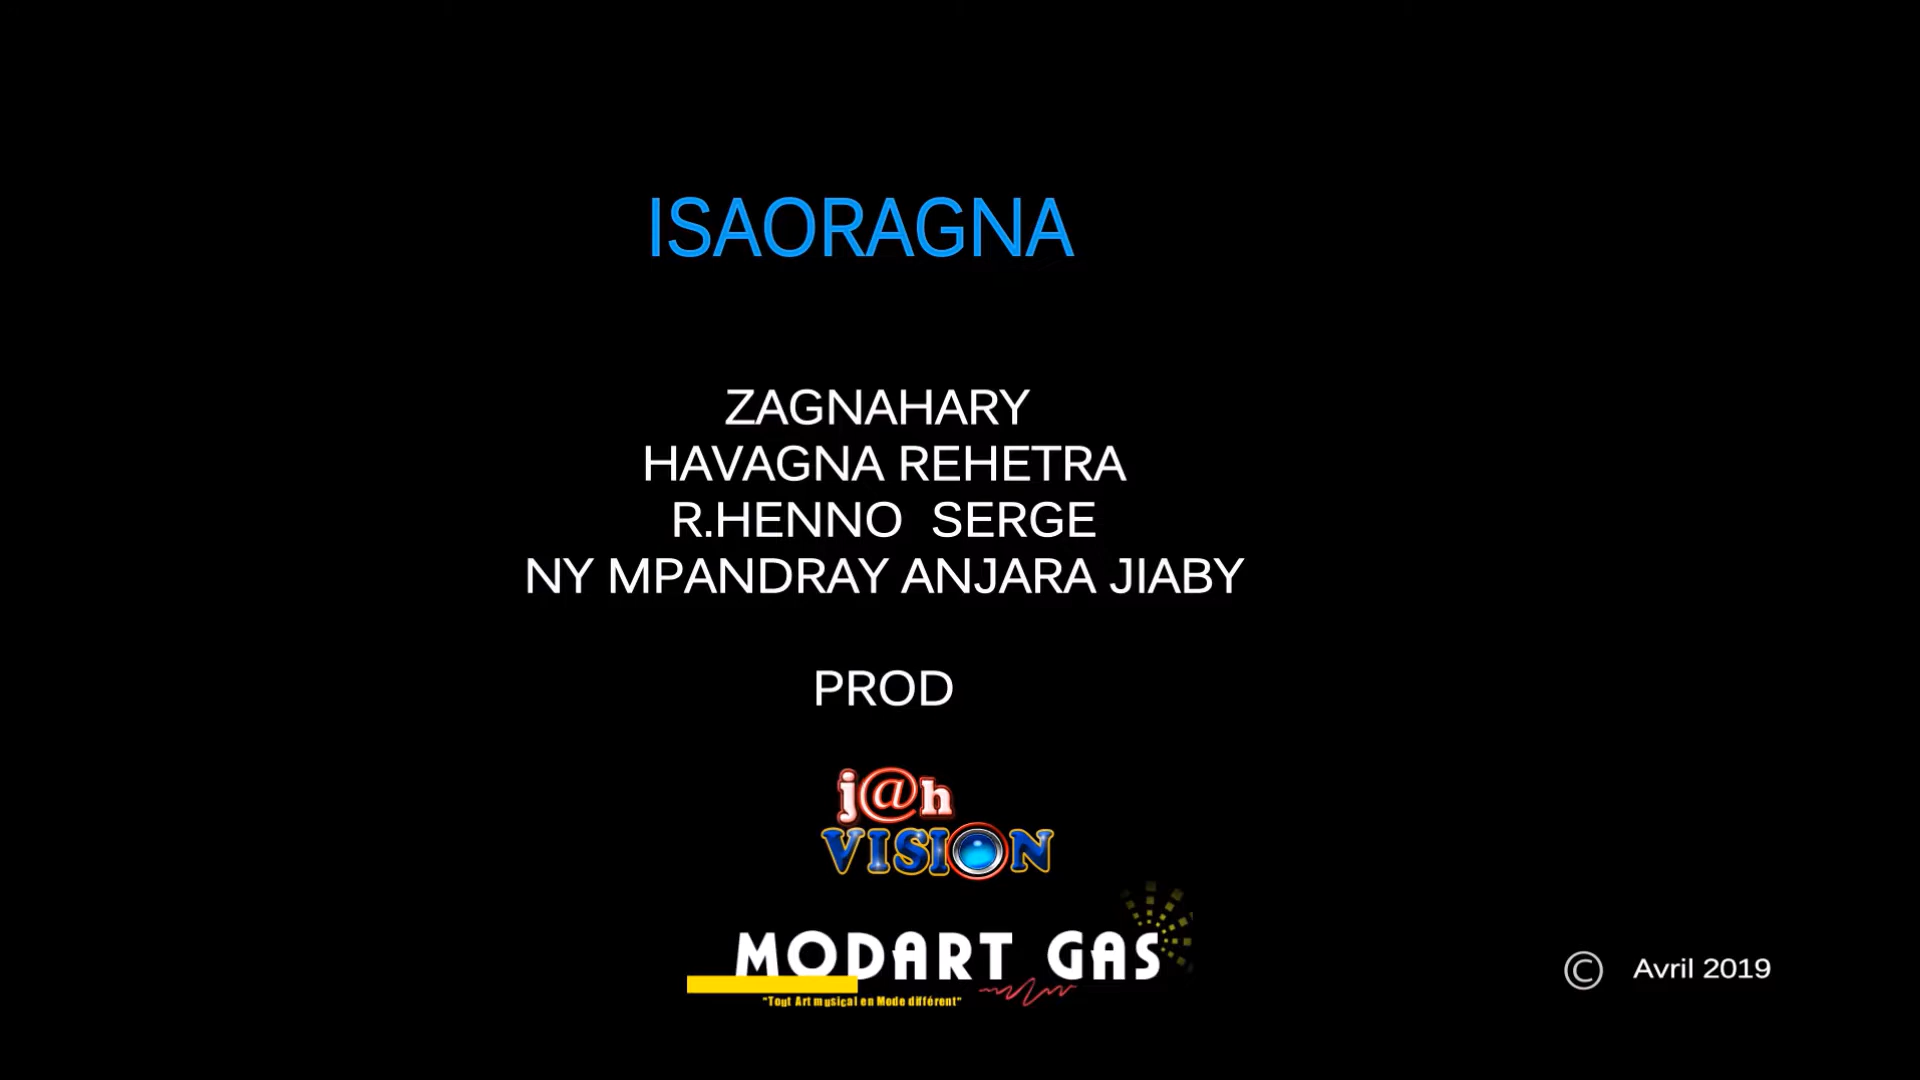 ISAORAGNA
ZAGNAHARY
HAVAGNA REHETRA
R.HENNO SERGE
NY MPANDRAY ANJARA JIABY
PROD
j@h
VISION
MODART GAS
"Tout Art musical en Mode différent"
© Avril 2019